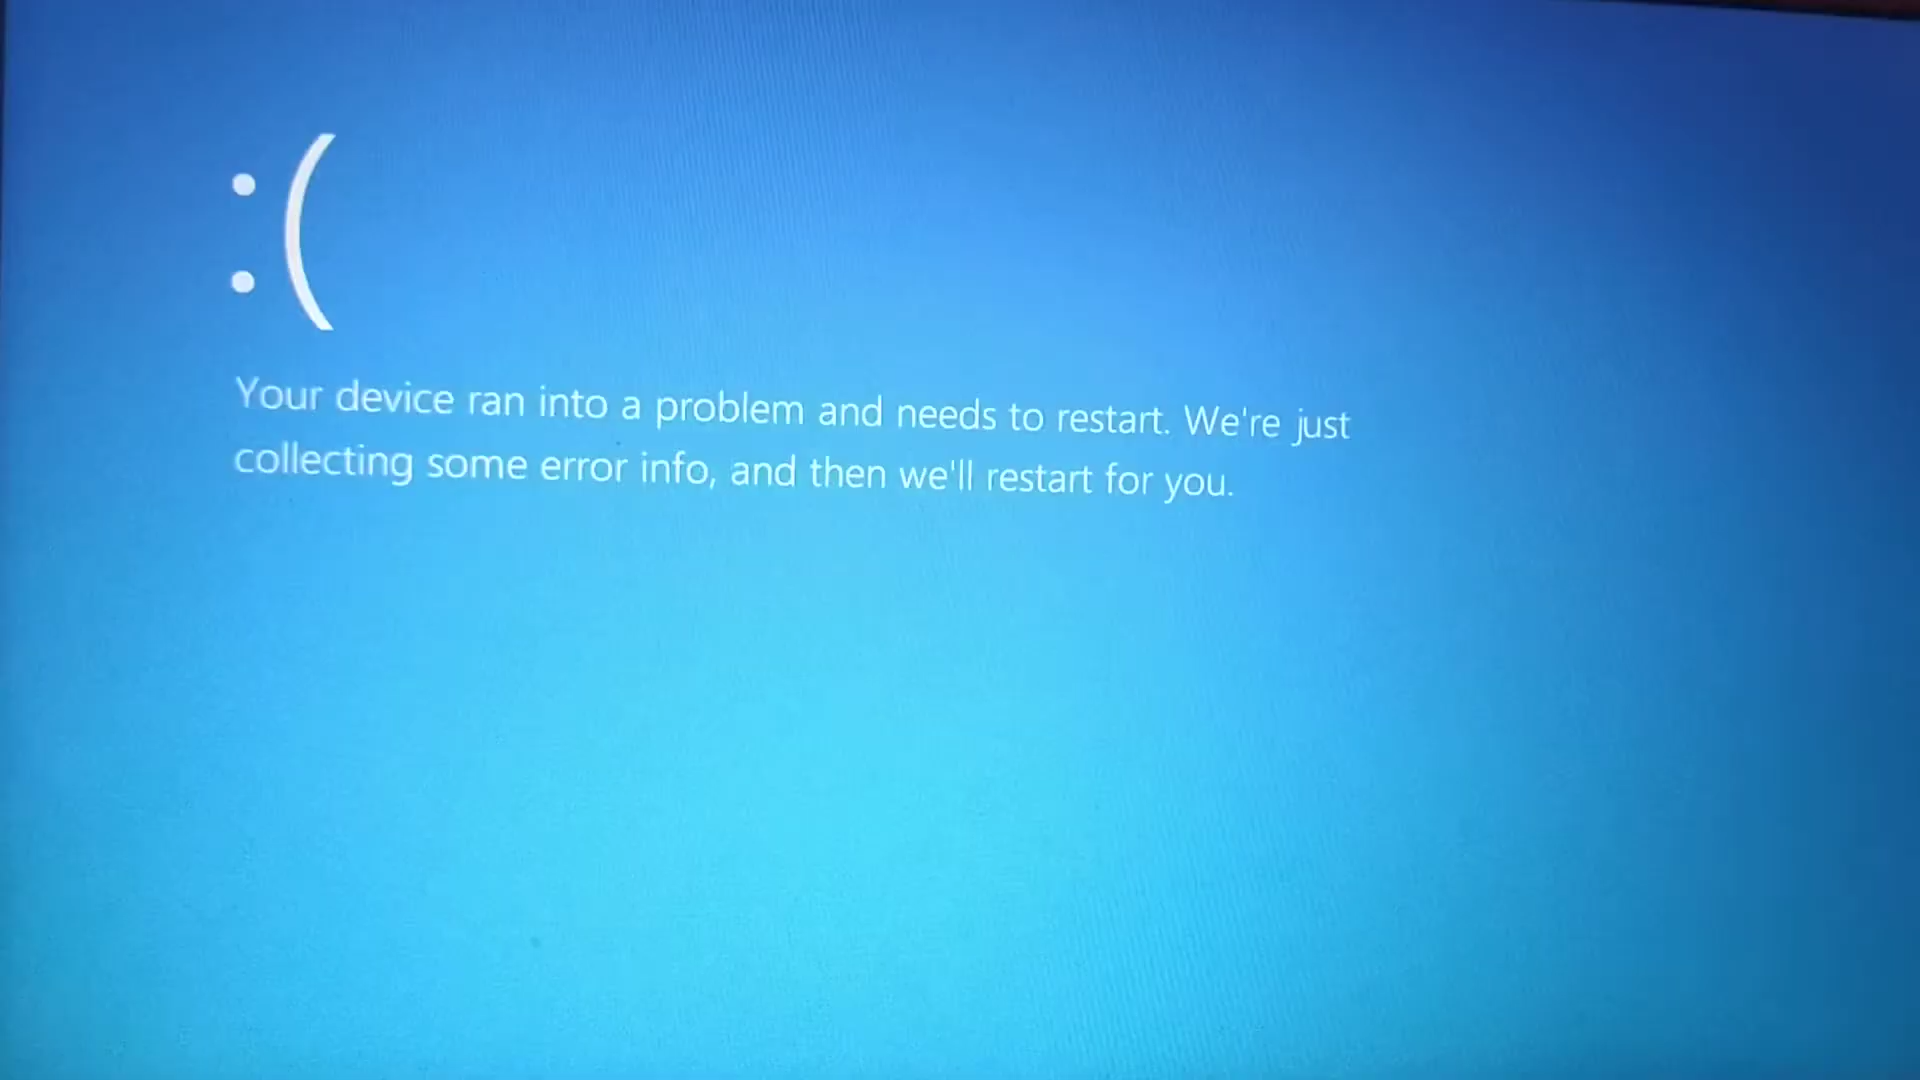 :(
Your device ran into a problem and needs to restart. We're just
collecting some error info, and then we'll restart for you.